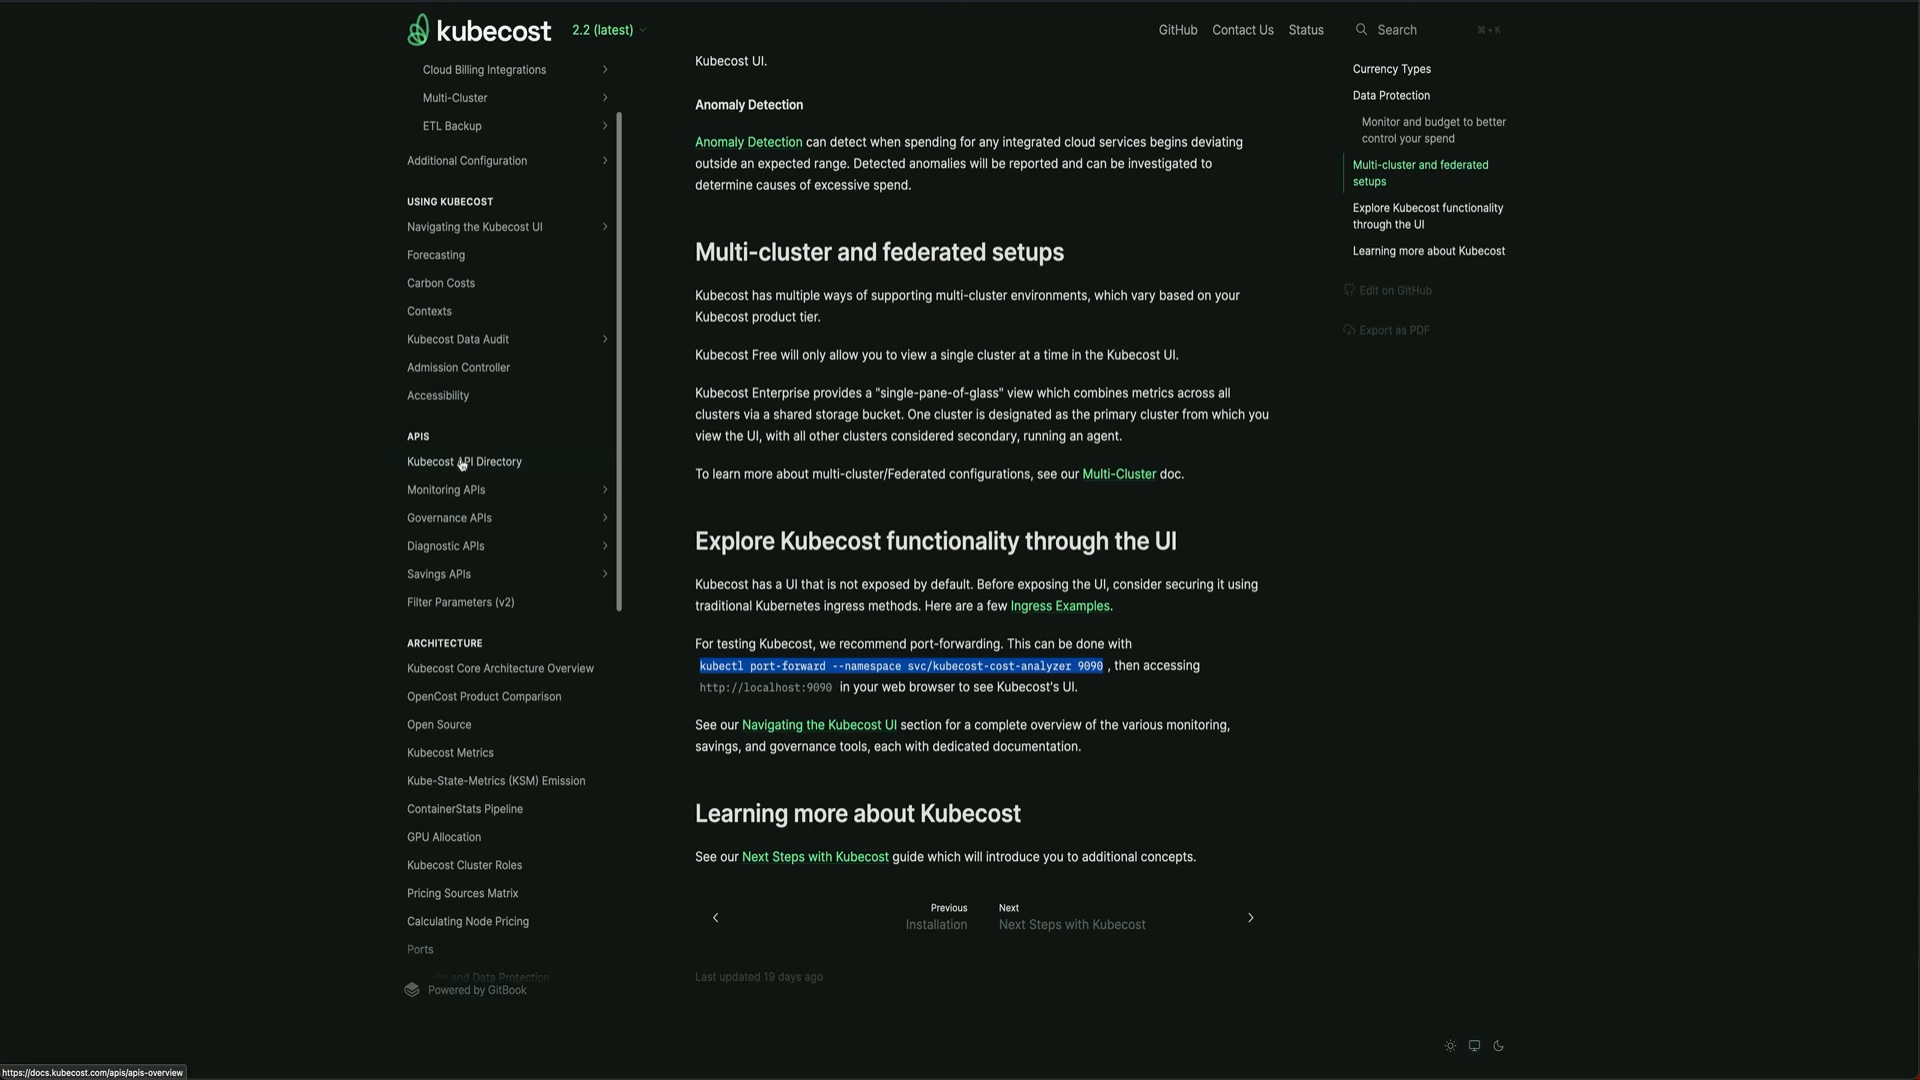 kubecost
2.2 (latest)
GitHub
Contact Us
Status
Search
⌘+K
Cloud Billing Integrations
Multi-Cluster
ETL Backup
Additional Configuration
USING KUBECOST
Navigating the Kubecost UI
Forecasting
Carbon Costs
Contexts
Kubecost Data Audit
Admission Controller
Accessibility
APIS
Kubecost API Directory
Monitoring APIs
Governance APIs
Diagnostic APIs
Savings APIs
Filter Parameters (v2)
ARCHITECTURE
Kubecost Core Architecture Overview
OpenCost Product Comparison
Open Source
Kubecost Metrics
Kube-State-Metrics (KSM) Emission
ContainerStats Pipeline
GPU Allocation
Kubecost Cluster Roles
Pricing Sources Matrix
Calculating Node Pricing
Ports
and Data Protection
Powered by GitBook
Kubecost UI.
Anomaly Detection
Anomaly Detection can detect when spending for any integrated cloud services begins deviating
outside an expected range. Detected anomalies will be reported and can be investigated to
determine causes of excessive spend.
Multi-cluster and federated setups
Kubecost has multiple ways of supporting multi-cluster environments, which vary based on your
Kubecost product tier.
Kubecost Free will only allow you to view a single cluster at a time in the Kubecost UI.
Kubecost Enterprise provides a "single-pane-of-glass" view which combines metrics across all
clusters via a shared storage bucket. One cluster is designated as the primary cluster from which you
view the UI, with all other clusters considered secondary, running an agent.
To learn more about multi-cluster/Federated configurations, see our Multi-Cluster doc.
Explore Kubecost functionality through the UI
Kubecost has a UI that is not exposed by default. Before exposing the UI, consider securing it using
traditional Kubernetes ingress methods. Here are a few Ingress Examples.
For testing Kubecost, we recommend port-forwarding. This can be done with
kubectl port-forward --namespace svc/kubecost-cost-analyzer 9090 , then accessing
http://localhost:9090 in your web browser to see Kubecost's UI.
See our Navigating the Kubecost UI section for a complete overview of the various monitoring,
savings, and governance tools, each with dedicated documentation.
Learning more about Kubecost
See our Next Steps with Kubecost guide which will introduce you to additional concepts.
Previous
Installation
Next
Next Steps with Kubecost
Last updated 19 days ago
Currency Types
Data Protection
Monitor and budget to better
control your spend
Multi-cluster and federated
setups
Explore Kubecost functionality
through the UI
Learning more about Kubecost
Edit on GitHub
Export as PDF
https://docs.kubecost.com/apis/apis-overview